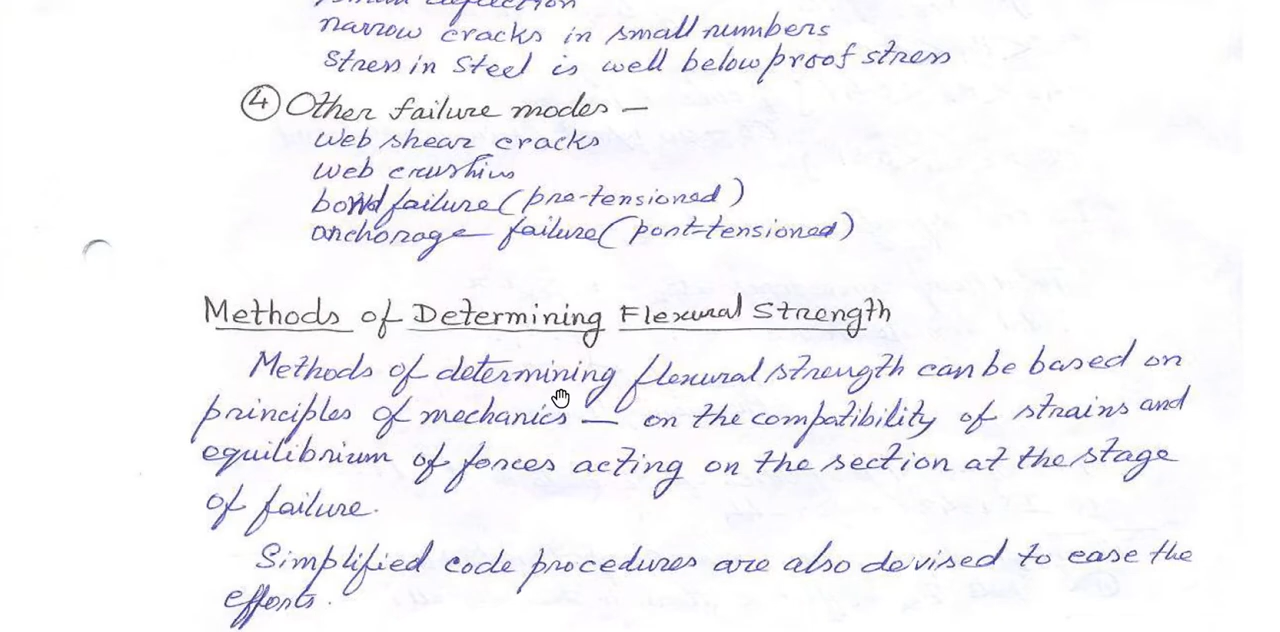 small deflection
narrow cracks in small numbers
Stress in Steel is well below proof stress
④ Other failure modes —
web shear cracks
web crushing
bond failure (pre-tensioned)
anchorage failure (post-tensioned)
Methods of Determining Flexural Strength
Methods of determining flexural strength can be based on
principles of mechanics — on the compatibility of strains and
equilibrium of forces acting on the section at the stage
of failure.
Simplified code procedures are also devised to ease the
efforts.